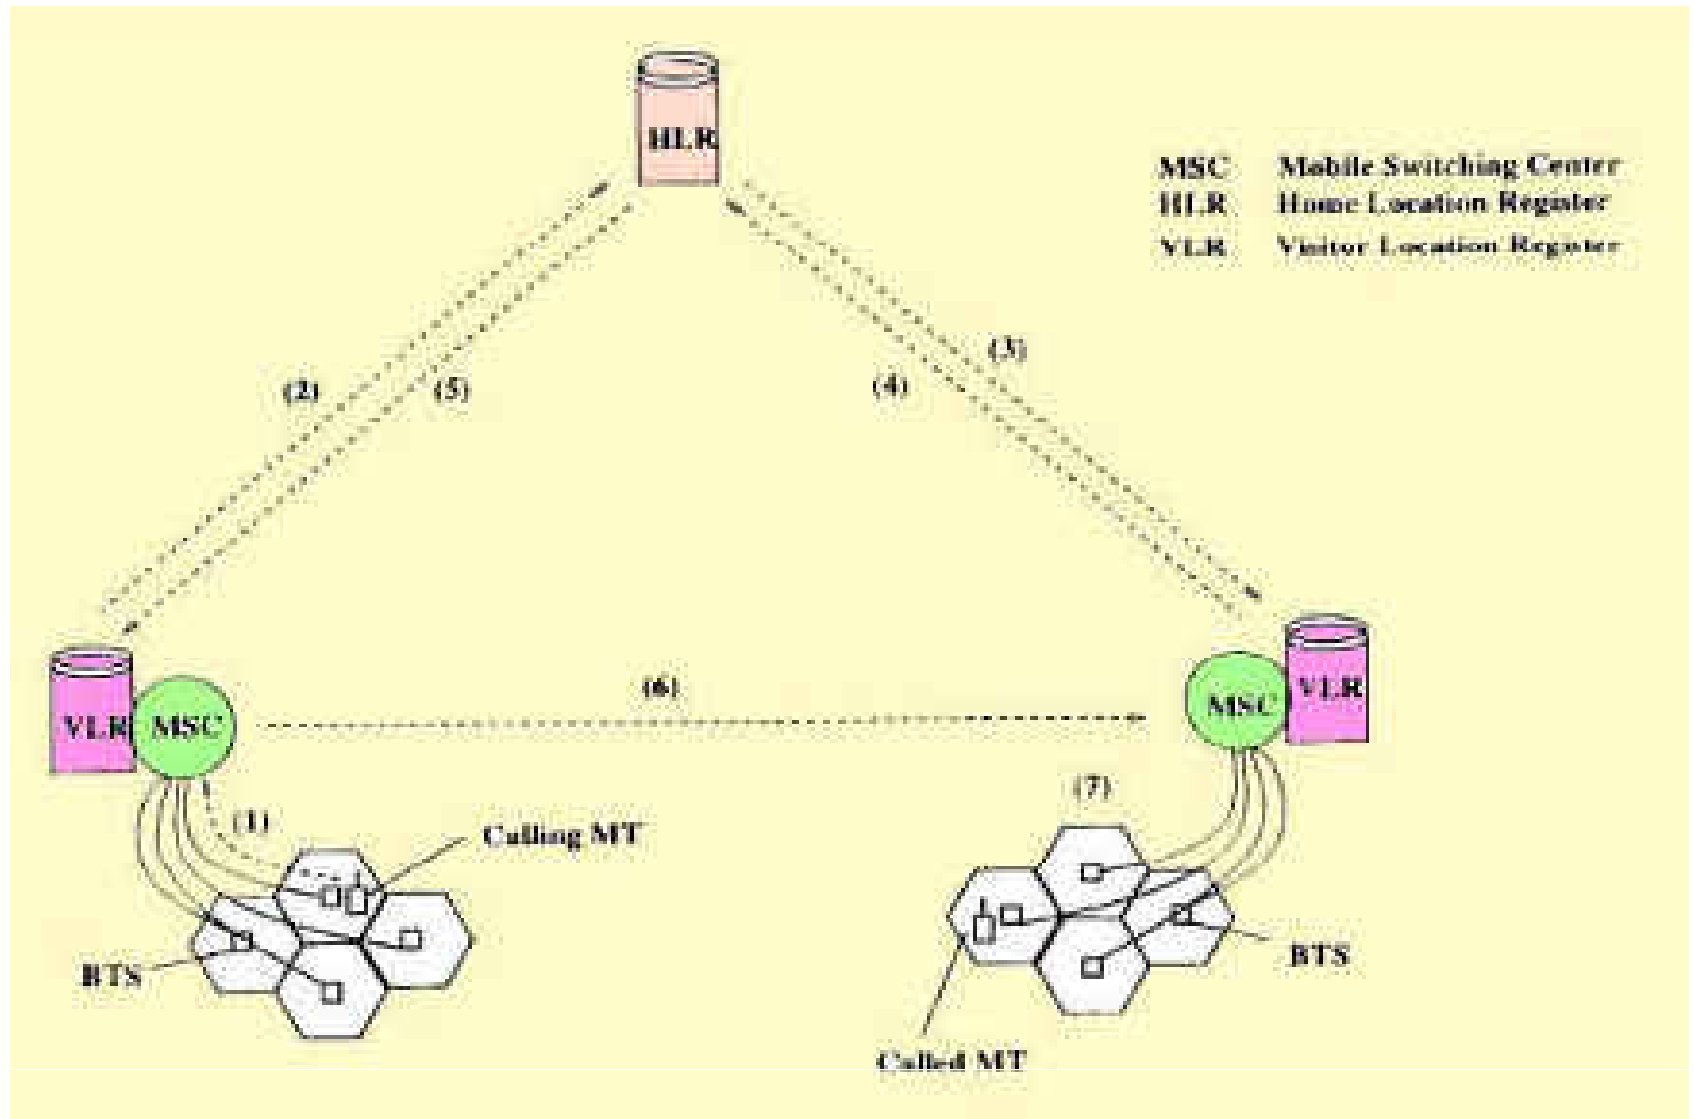 HLR
MSC Mobile Switching Center
HLR Home Location Register
VLR Visitor Location Register
(3)
(2)
(5)
(4)
(6)
VLR
MSC
MSC
VLR
(7)
(1)
Calling MT
BTS
BTS
Called MT